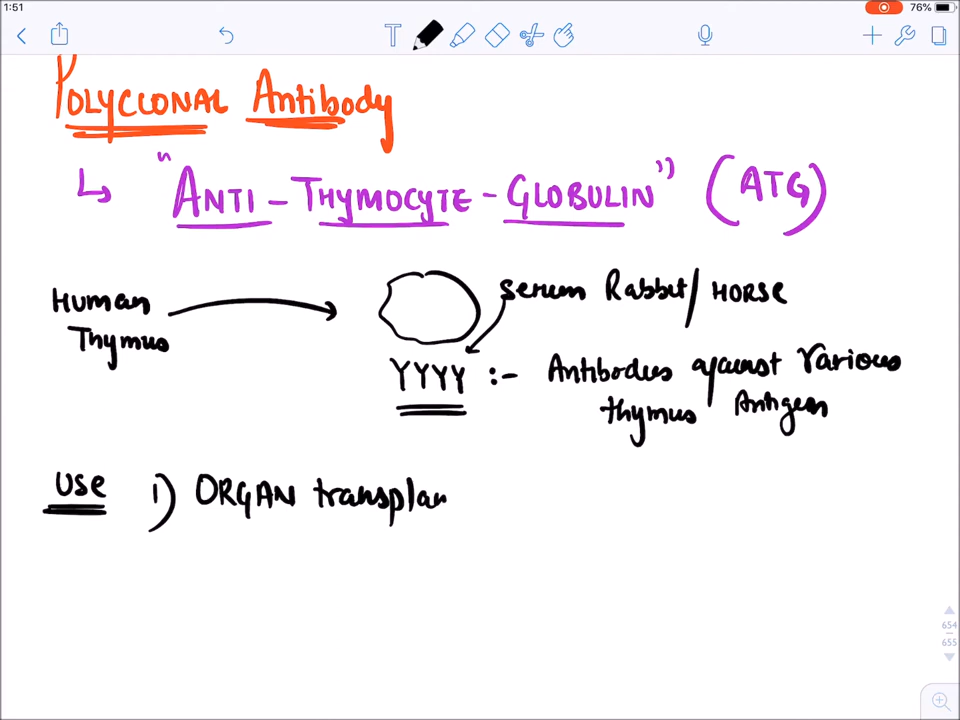 1:51
76%
POLYCLONAL Antibody
"ANTI-THYMOCYTE-GLOBULIN" (ATG)
Human Thymus
serum Rabbit/HORSE
YYYY :- Antibodies against various
thymus Antigen
USE 1) ORGAN transplan
654
655